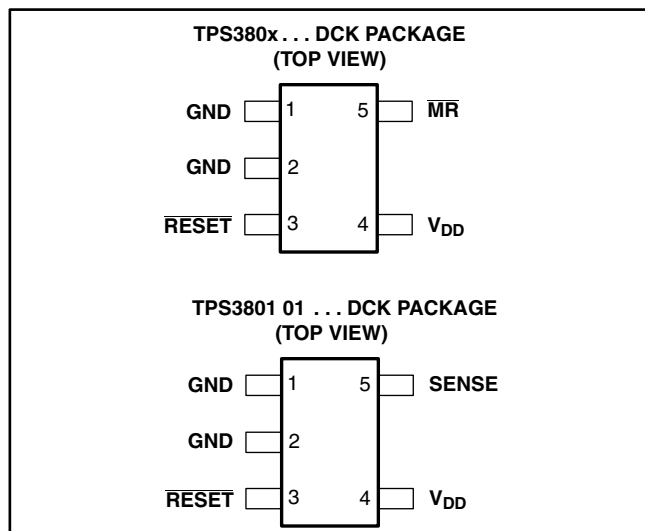 TPS380x . . . DCK PACKAGE
(TOP VIEW)
GND 1 5 MR
GND 2
RESET 3 4 VDD
TPS3801 01 . . . DCK PACKAGE
(TOP VIEW)
GND 1 5 SENSE
GND 2
RESET 3 4 VDD